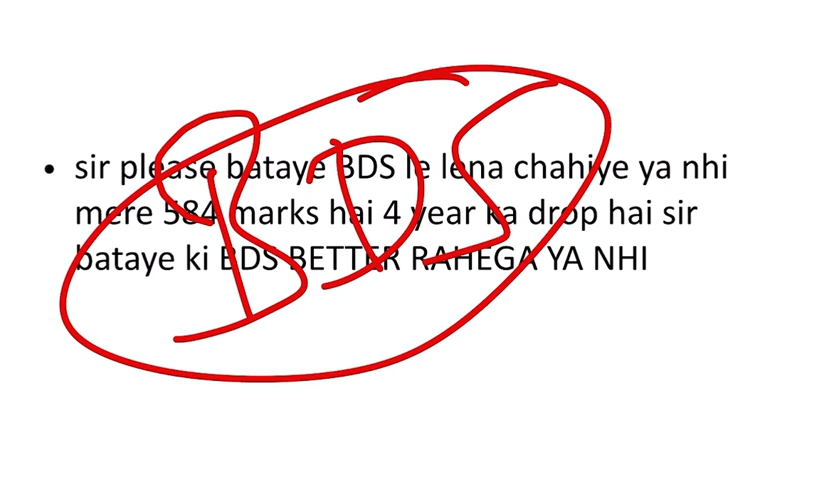 • sir please bataye BDS le lena chahiye ya nhi
mere 584 marks hai 4 year ka drop hai sir
bataye ki BDS BETTER RAHEGA YA NHI
BDS